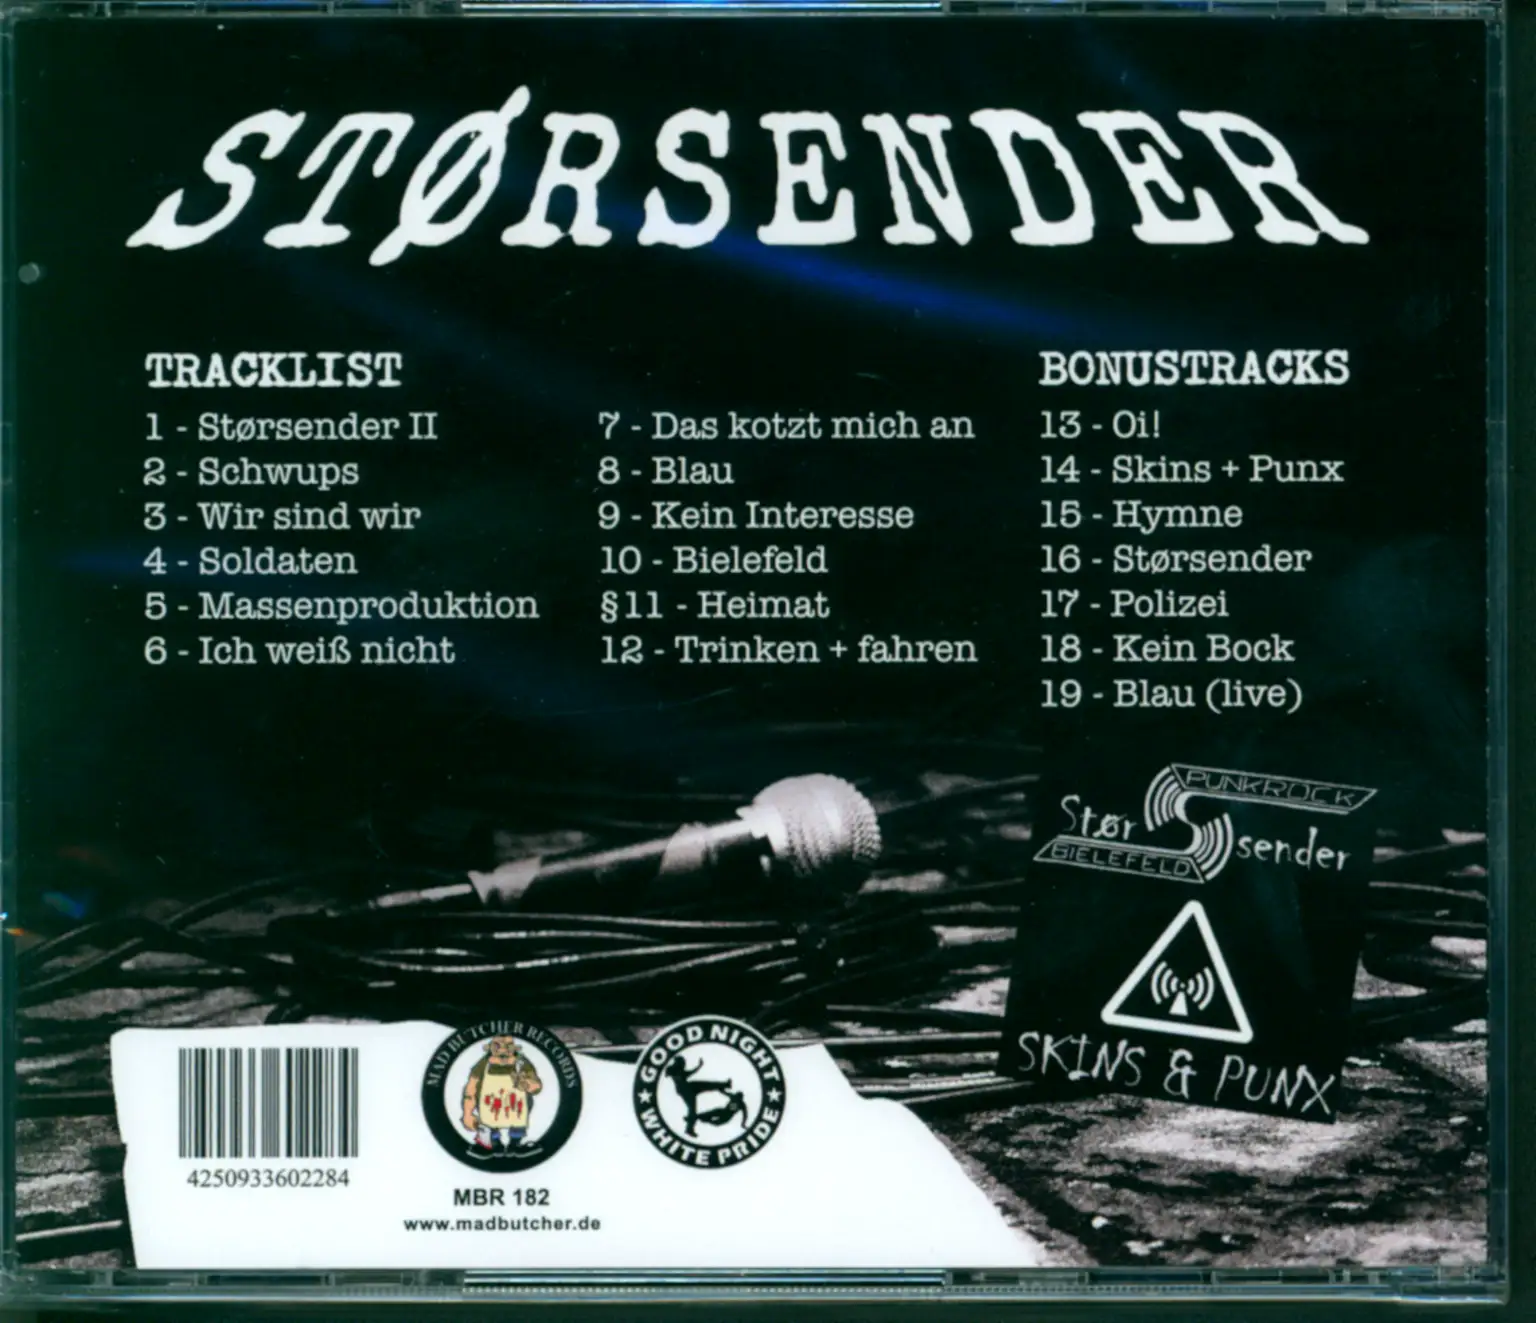 STØRSENDER
TRACKLIST
1 - Størsender II
2 - Schwups
3 - Wir sind wir
4 - Soldaten
5 - Massenproduktion
6 - Ich weiß nicht
7 - Das kotzt mich an
8 - Blau
9 - Kein Interesse
10 - Bielefeld
§11 - Heimat
12 - Trinken + fahren
BONUSTRACKS
13 - Oi!
14 - Skins + Punx
15 - Hymne
16 - Størsender
17 - Polizei
18 - Kein Bock
19 - Blau (live)
PUNKROCK
Stør sender
BIELEFELD
SKINS & PUNX
4250933602284
MAD BUTCHER RECORDS
MBR 182
www.madbutcher.de
GOOD NIGHT
WHITE PRIDE